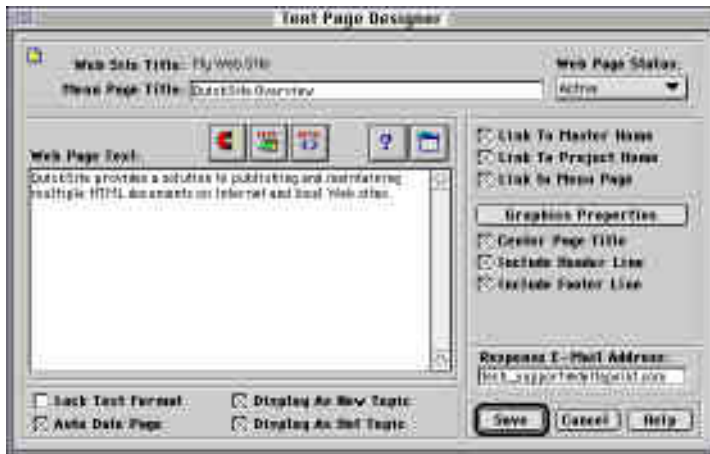 Text Page Designer
Web Site Title: My Web Site
Web Page Status:
Menu Page Title: QuickSite Overview
Active
Web Page Text:
QuickSite provides a solution to publishing and maintaining
multiple HTML documents on Internet and local Web sites.
Link To Master Home
Link To Project Home
Link to Menu Page
Graphics Properties
Center Page Title
Include Header Line
Include Footer Line
Response E-Mail Address:
Lock Text Format
Display As New Topic
Auto Date Page
Display As Hot Topic
Save
Cancel
Help